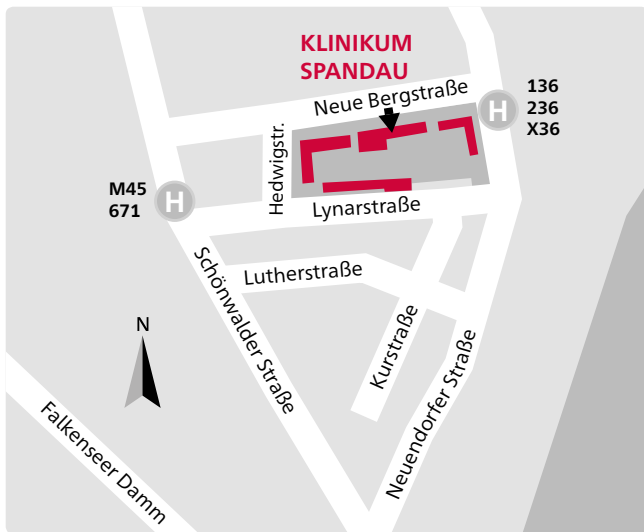 KLINIKUM
SPANDAU
Neue Bergstraße
H
136
236
X36
Hedwigstr.
M45
671
H
Lynarstraße
Schönwalder Straße
Lutherstraße
Kurstraße
Neuendorfer Straße
N
Falkenseer Damm